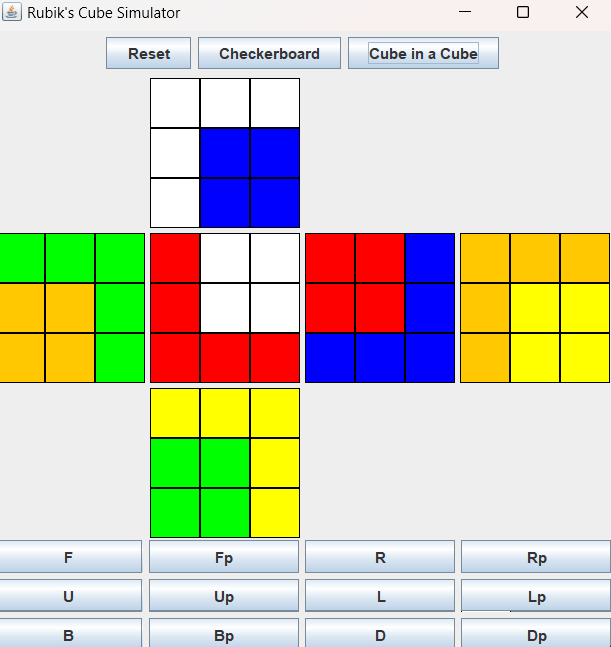 Rubik's Cube Simulator
Reset Checkerboard Cube in a Cube
F Fp R Rp
U Up L Lp
B Bp D Dp